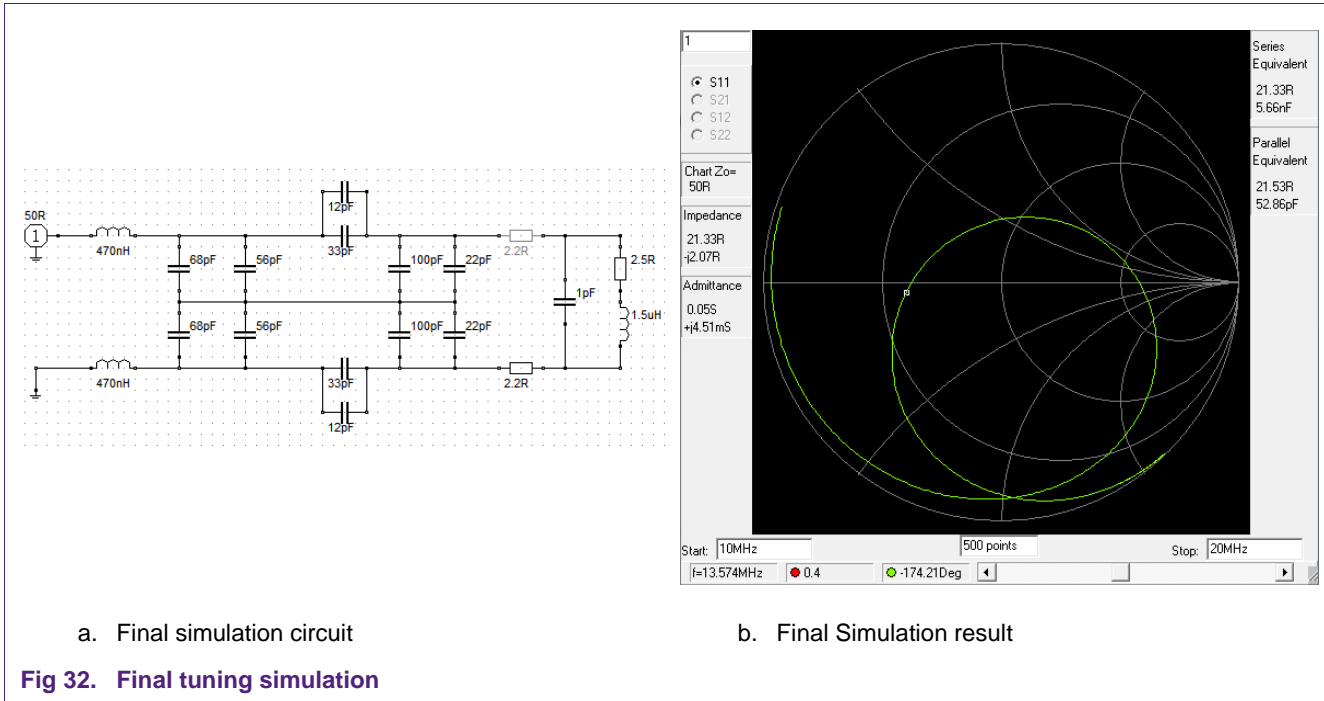 50R
1
470nH
68pF
56pF
12pF
33pF
100pF
22pF
2.2R
1pF
2.5R
1.5uH
68pF
56pF
100pF
22pF
470nH
33pF
12pF
2.2R
1
S11
S21
S12
S22
Chart Zo=
50R
Impedance
21.33R
-j2.07R
Admittance
0.05S
+j4.51mS
Series
Equivalent
21.33R
5.66nF
Parallel
Equivalent
21.53R
52.86pF
Start: 10MHz
500 points
Stop: 20MHz
f=13.574MHz
0.4
-174.21Deg
a. Final simulation circuit
b. Final Simulation result
Fig 32. Final tuning simulation